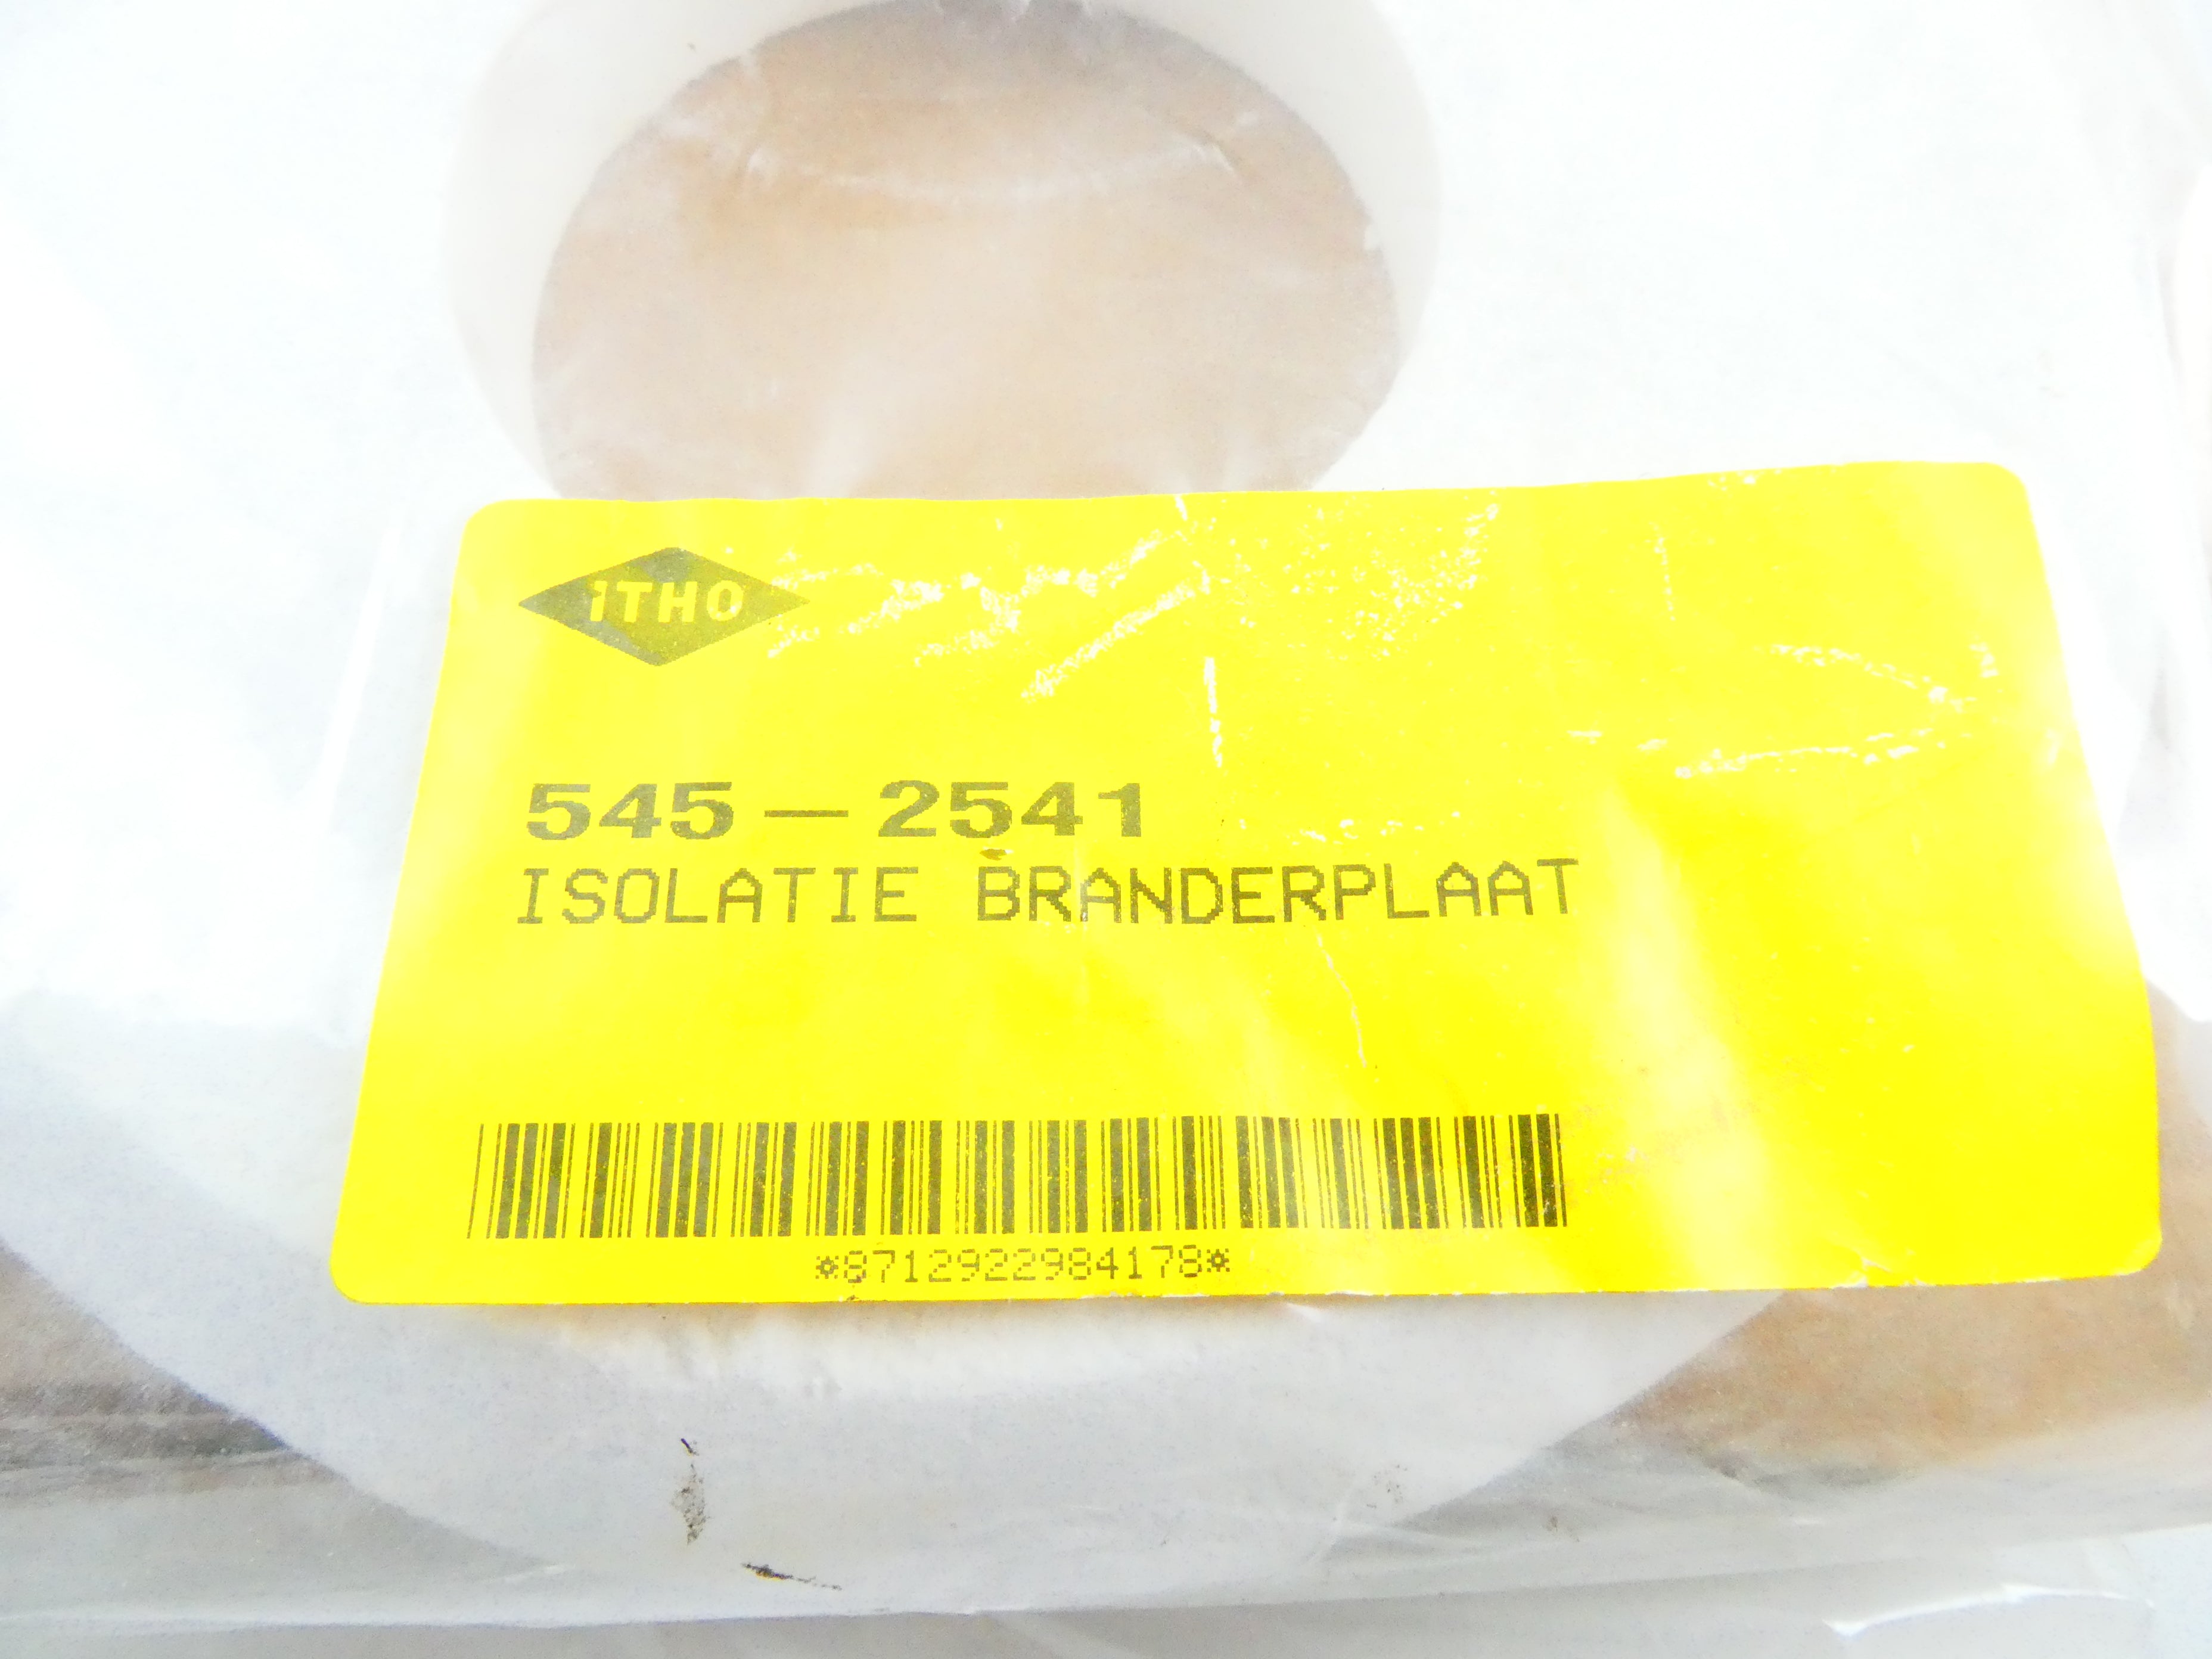 iTHO
545-2541
ISOLATIE BRANDERPLAAT
*8712922984178*